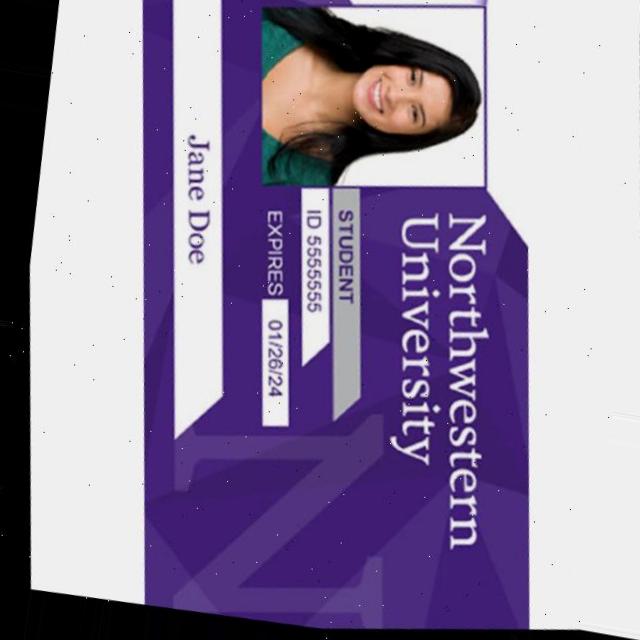 Northwestern
University
STUDENT
ID 5555555
EXPIRES 01/26/24
Jane Doe
N